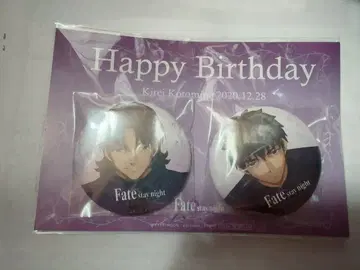 Happy Birthday
Kirei Kotomine 2020.12.28
Fate stay night
Fate stay night
Fate stay night